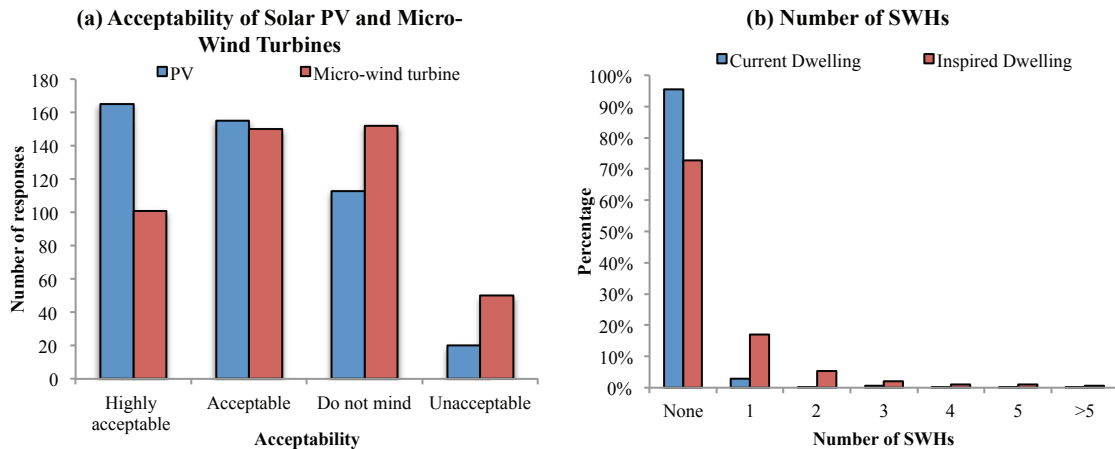 (a) Acceptability of Solar PV and Micro-
Wind Turbines
PV
Micro-wind turbine
180
160
140
120
100
80
60
40
20
0
Number of responses
Highly
acceptable
Acceptable
Do not mind
Unacceptable
Acceptability
(b) Number of SWHs
Current Dwelling
Inspired Dwelling
100%
90%
80%
70%
60%
50%
40%
30%
20%
10%
0%
Percentage
None
1
2
3
4
5
>5
Number of SWHs